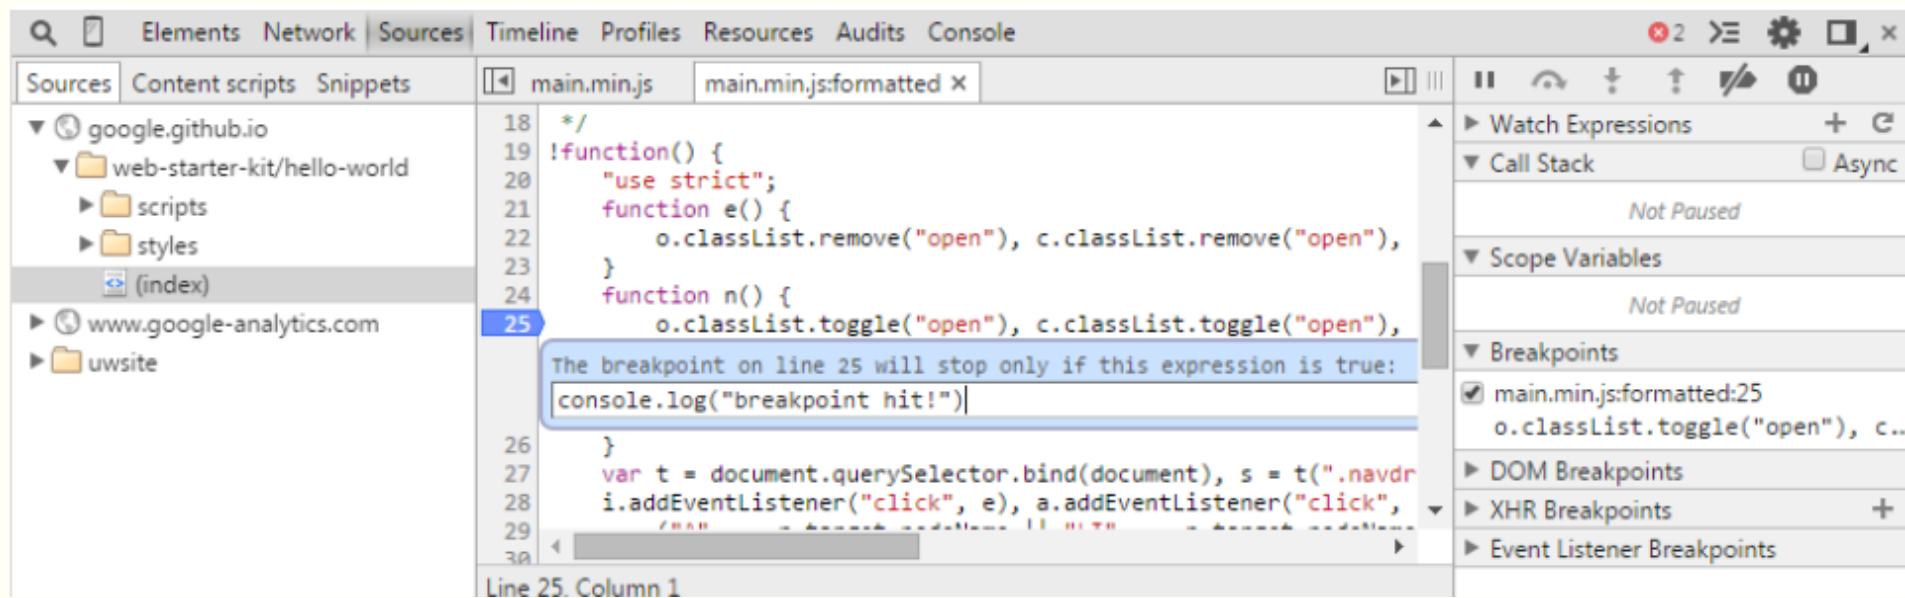 Elements Network Sources Timeline Profiles Resources Audits Console 2
Sources Content scripts Snippets
google.github.io
web-starter-kit/hello-world
scripts
styles
(index)
www.google-analytics.com
uwsite
main.min.js main.min.js:formatted
18 */
19 !function() {
20 "use strict";
21 function e() {
22 o.classList.remove("open"), c.classList.remove("open"),
23 }
24 function n() {
25 o.classList.toggle("open"), c.classList.toggle("open"),
The breakpoint on line 25 will stop only if this expression is true:
console.log("breakpoint hit!")
26 }
27 var t = document.querySelector.bind(document), s = t(".navdr
28 i.addEventListener("click", e), a.addEventListener("click",
29
30
Line 25, Column 1
Watch Expressions
Call Stack Async
Not Paused
Scope Variables
Not Paused
Breakpoints
main.min.js:formatted:25
o.classList.toggle("open"), c…
DOM Breakpoints
XHR Breakpoints
Event Listener Breakpoints